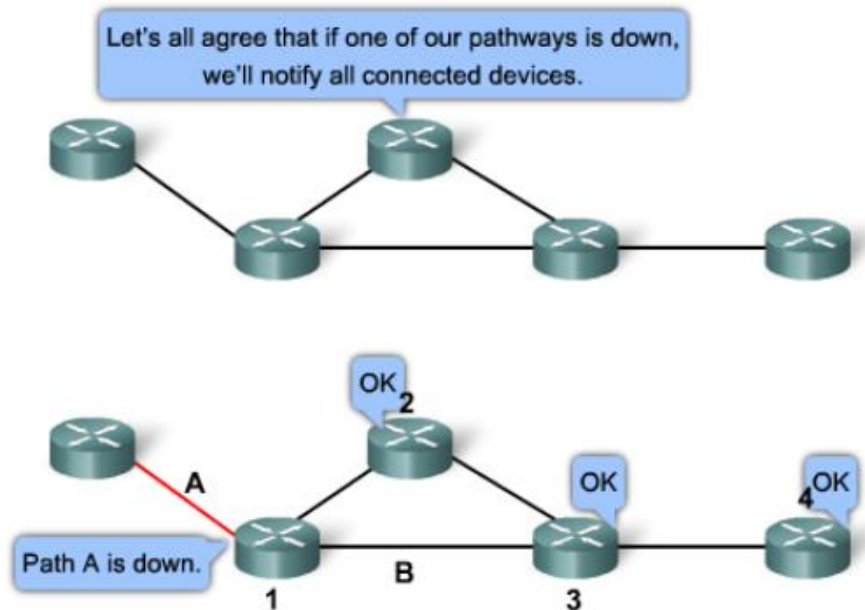 Let's all agree that if one of our pathways is down,
we'll notify all connected devices.
OK
2
A
OK
4
OK
Path A is down.
B
1
3